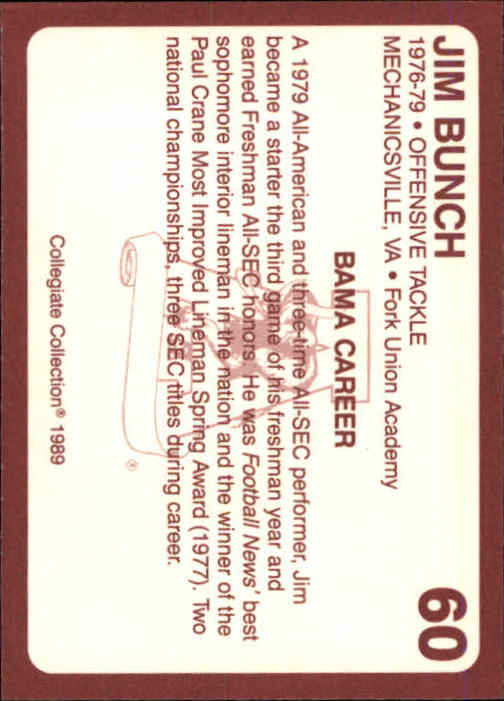 JIM BUNCH 60
1976-79 • OFFENSIVE TACKLE
MECHANICSVILLE, VA • Fork Union Academy
BAMA CAREER
A 1979 All-American and three-time All-SEC performer, Jim
became a starter the third game of his freshman year and
earned Freshman All-SEC honors. He was Football News' best
sophomore interior lineman in the nation and the winner of the
Paul Crane Most Improved Lineman Spring Award (1977). Two
national championships, three SEC titles during career.
®
Collegiate Collection® 1989